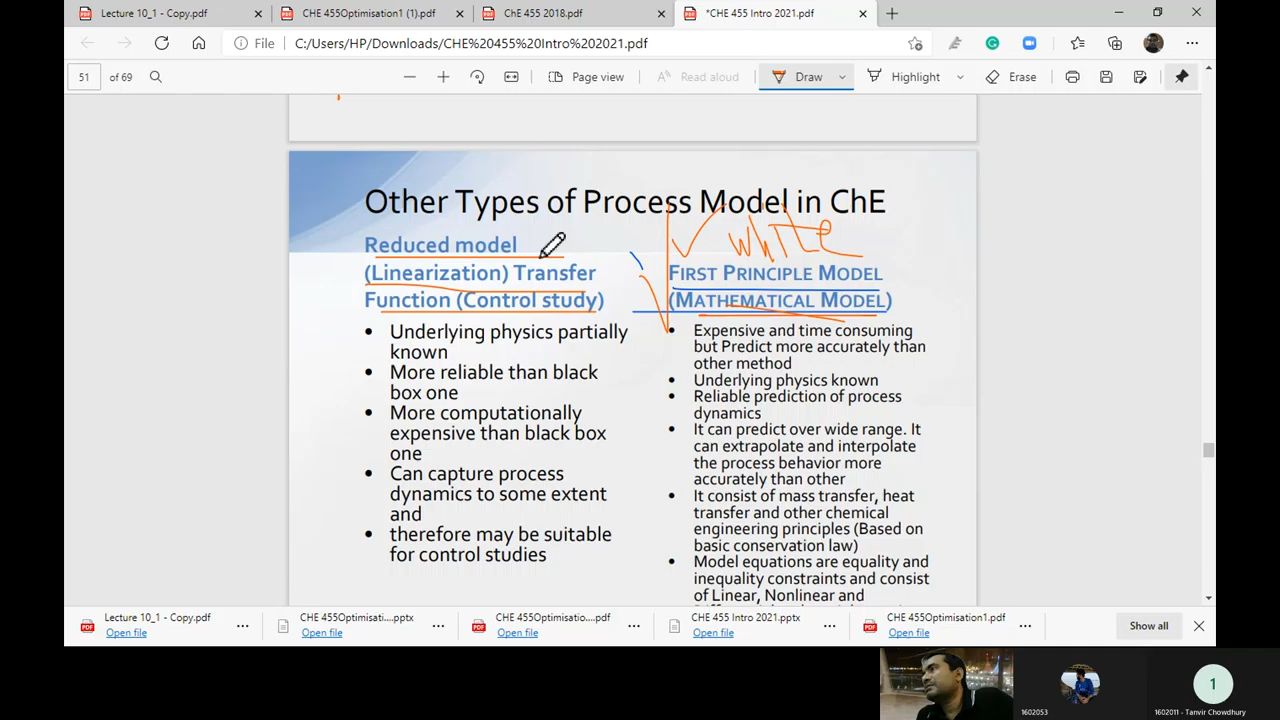 Lecture 10_1 - Copy.pdf
CHE 455Optimisation1 (1).pdf
ChE 455 2018.pdf
*CHE 455 Intro 2021.pdf
File
C:/Users/HP/Downloads/CHE%20455%20Intro%202021.pdf
51 of 69
Page view
Read aloud
Draw
Highlight
Erase
Other Types of Process Model in ChE
white
Reduced model
(Linearization) Transfer
Function (Control study)
• Underlying physics partially
known
• More reliable than black
box one
• More computationally
expensive than black box
one
• Can capture process
dynamics to some extent
and
• therefore may be suitable
for control studies
FIRST PRINCIPLE MODEL
(MATHEMATICAL MODEL)
• Expensive and time consuming
but Predict more accurately than
other method
• Underlying physics known
• Reliable prediction of process
dynamics
• It can predict over wide range. It
can extrapolate and interpolate
the process behavior more
accurately than other
• It consist of mass transfer, heat
transfer and other chemical
engineering principles (Based on
basic conservation law)
• Model equations are equality and
inequality constraints and consist
of Linear, Nonlinear and
Lecture 10_1 - Copy.pdf
Open file
CHE 455Optimisati....pptx
Open file
CHE 455Optimisatio....pdf
Open file
CHE 455 Intro 2021.pptx
Open file
CHE 455Optimisation1.pdf
Open file
Show all
1602053
1
1602011 - Tanvir Chowdhury